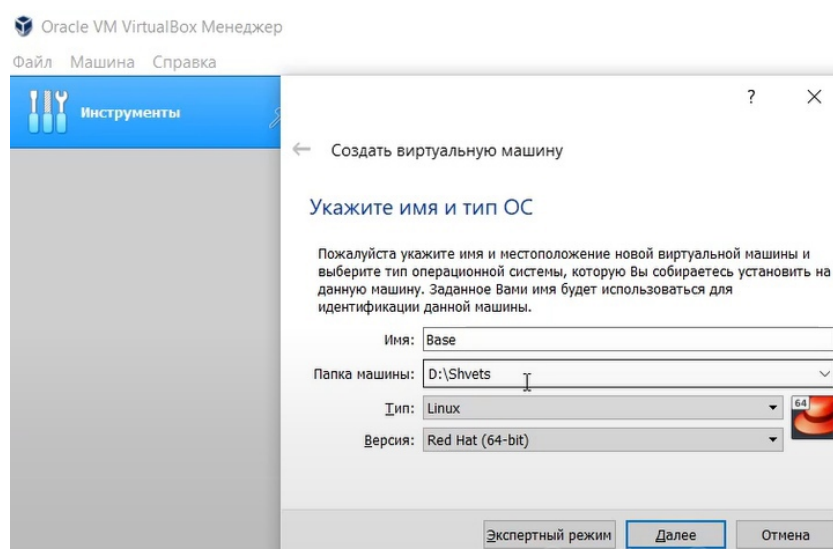 Oracle VM VirtualBox Менеджер
Файл Машина Справка
Инструменты
?
Создать виртуальную машину
Укажите имя и тип ОС
Пожалуйста укажите имя и местоположение новой виртуальной машины и
выберите тип операционной системы, которую Вы собираетесь установить на
данную машину. Заданное Вами имя будет использоваться для
идентификации данной машины.
Имя: Base
Папка машины: D:\Shvets
Тип: Linux
64
Версия: Red Hat (64-bit)
Экспертный режим Далее Отмена